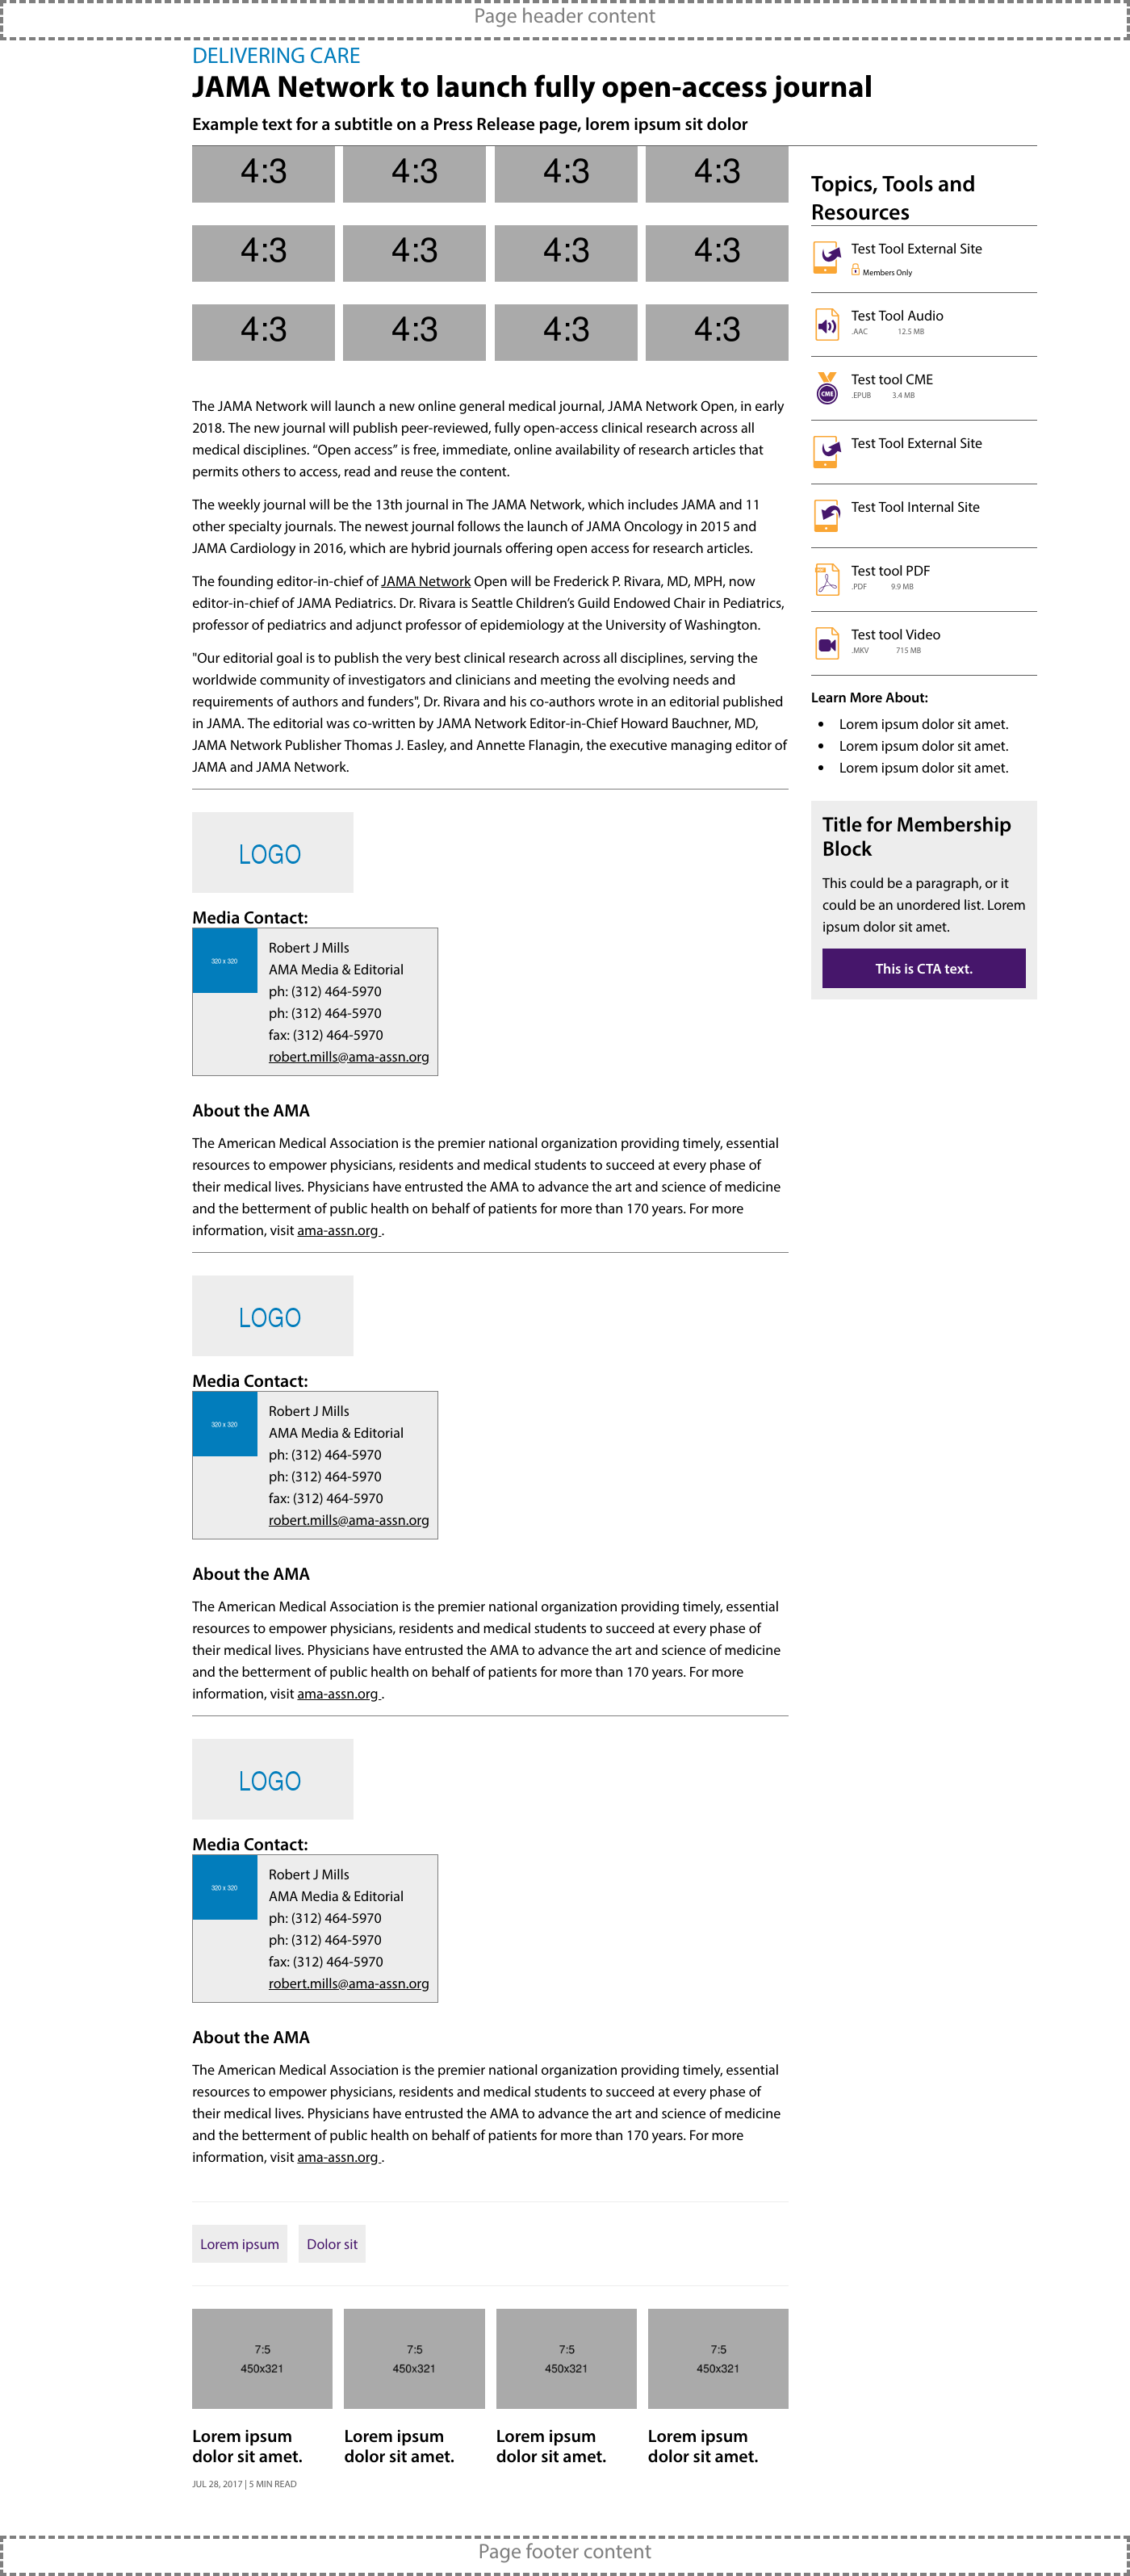 Page header content
DELIVERING CARE
JAMA Network to launch fully open-access journal
Example text for a subtitle on a Press Release page, lorem ipsum sit dolor
4:3 4:3 4:3 4:3
4:3 4:3 4:3 4:3
4:3 4:3 4:3 4:3
The JAMA Network will launch a new online general medical journal, JAMA Network Open, in early
2018. The new journal will publish peer-reviewed, fully open-access clinical research across all
medical disciplines. “Open access” is free, immediate, online availability of research articles that
permits others to access, read and reuse the content.
The weekly journal will be the 13th journal in The JAMA Network, which includes JAMA and 11
other specialty journals. The newest journal follows the launch of JAMA Oncology in 2015 and
JAMA Cardiology in 2016, which are hybrid journals offering open access for research articles.
The founding editor-in-chief of JAMA Network Open will be Frederick P. Rivara, MD, MPH, now
editor-in-chief of JAMA Pediatrics. Dr. Rivara is Seattle Children’s Guild Endowed Chair in Pediatrics,
professor of pediatrics and adjunct professor of epidemiology at the University of Washington.
"Our editorial goal is to publish the very best clinical research across all disciplines, serving the
worldwide community of investigators and clinicians and meeting the evolving needs and
requirements of authors and funders", Dr. Rivara and his co-authors wrote in an editorial published
in JAMA. The editorial was co-written by JAMA Network Editor-in-Chief Howard Bauchner, MD,
JAMA Network Publisher Thomas J. Easley, and Annette Flanagin, the executive managing editor of
JAMA and JAMA Network.
LOGO
Media Contact:
320 x 320
Robert J Mills
AMA Media & Editorial
ph: (312) 464-5970
ph: (312) 464-5970
fax: (312) 464-5970
robert.mills@ama-assn.org
About the AMA
The American Medical Association is the premier national organization providing timely, essential
resources to empower physicians, residents and medical students to succeed at every phase of
their medical lives. Physicians have entrusted the AMA to advance the art and science of medicine
and the betterment of public health on behalf of patients for more than 170 years. For more
information, visit ama-assn.org .
LOGO
Media Contact:
320 x 320
Robert J Mills
AMA Media & Editorial
ph: (312) 464-5970
ph: (312) 464-5970
fax: (312) 464-5970
robert.mills@ama-assn.org
About the AMA
The American Medical Association is the premier national organization providing timely, essential
resources to empower physicians, residents and medical students to succeed at every phase of
their medical lives. Physicians have entrusted the AMA to advance the art and science of medicine
and the betterment of public health on behalf of patients for more than 170 years. For more
information, visit ama-assn.org .
LOGO
Media Contact:
320 x 320
Robert J Mills
AMA Media & Editorial
ph: (312) 464-5970
ph: (312) 464-5970
fax: (312) 464-5970
robert.mills@ama-assn.org
About the AMA
The American Medical Association is the premier national organization providing timely, essential
resources to empower physicians, residents and medical students to succeed at every phase of
their medical lives. Physicians have entrusted the AMA to advance the art and science of medicine
and the betterment of public health on behalf of patients for more than 170 years. For more
information, visit ama-assn.org .
Lorem ipsum Dolor sit
7:5 7:5 7:5 7:5
450x321 450x321 450x321 450x321
Lorem ipsum Lorem ipsum Lorem ipsum Lorem ipsum
dolor sit amet. dolor sit amet. dolor sit amet. dolor sit amet.
JUL 28, 2017 | 5 MIN READ
Topics, Tools and
Resources
Test Tool External Site
Members Only
Test Tool Audio
.AAC 12.5 MB
CME
Test tool CME
.EPUB 3.4 MB
Test Tool External Site
Test Tool Internal Site
Test tool PDF
.PDF 9.9 MB
Test tool Video
.MKV 715 MB
Learn More About:
• Lorem ipsum dolor sit amet.
• Lorem ipsum dolor sit amet.
• Lorem ipsum dolor sit amet.
Title for Membership
Block
This could be a paragraph, or it
could be an unordered list. Lorem
ipsum dolor sit amet.
This is CTA text.
Page footer content